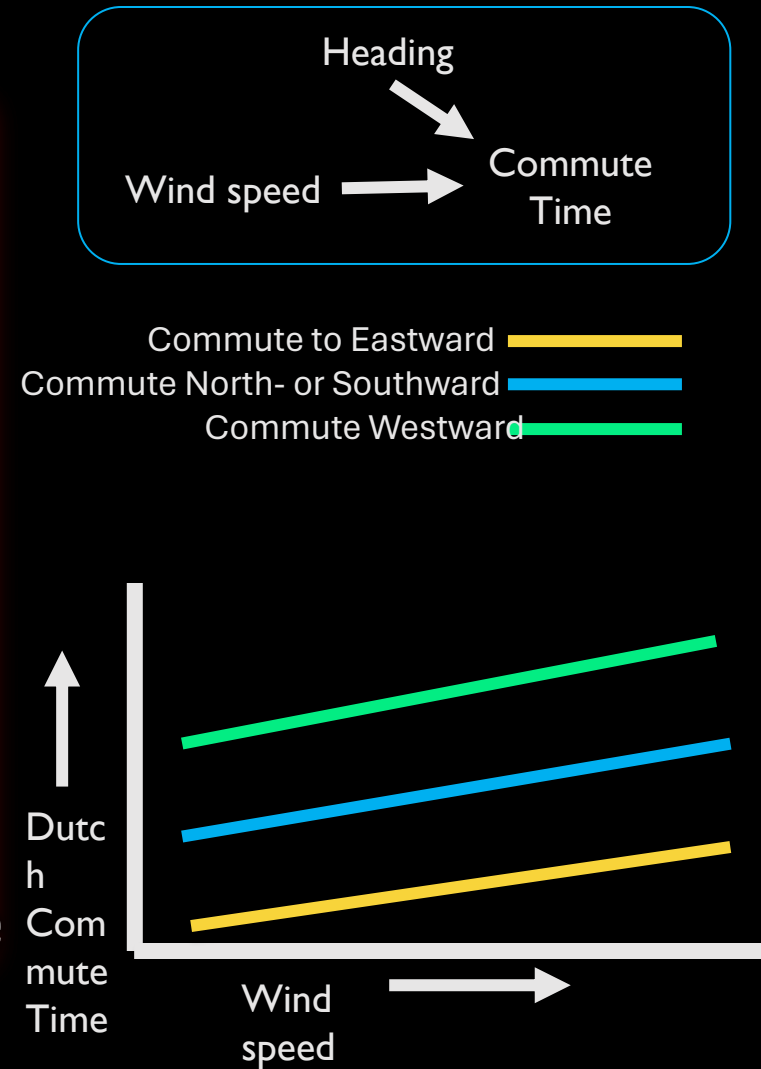 Heading
Wind speed
Commute
Time
Commute to Eastward
Commute North- or Southward
Commute Westward
Dutc
h
Com
mute
Time
Wind
speed